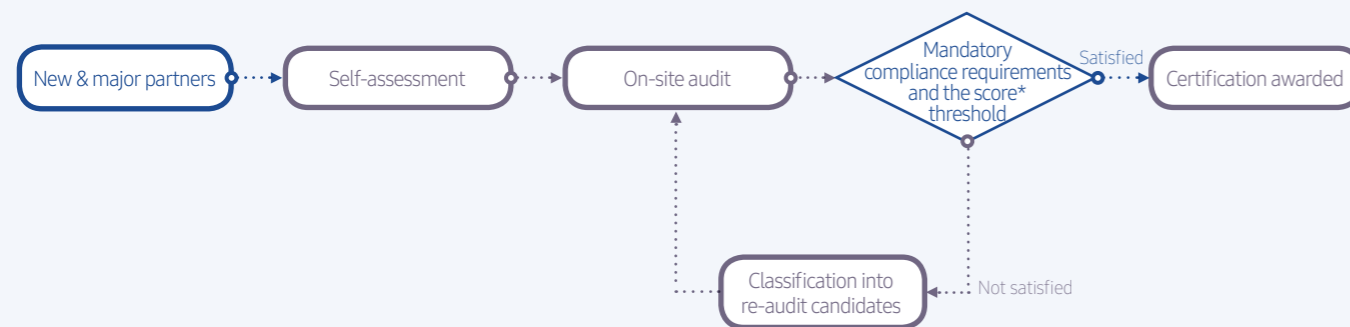 New & major partners
Self-assessment
On-site audit
Mandatory
compliance requirements
and the score*
threshold
Satisfied
Certification awarded
Classification into
re-audit candidates
Not satisfied